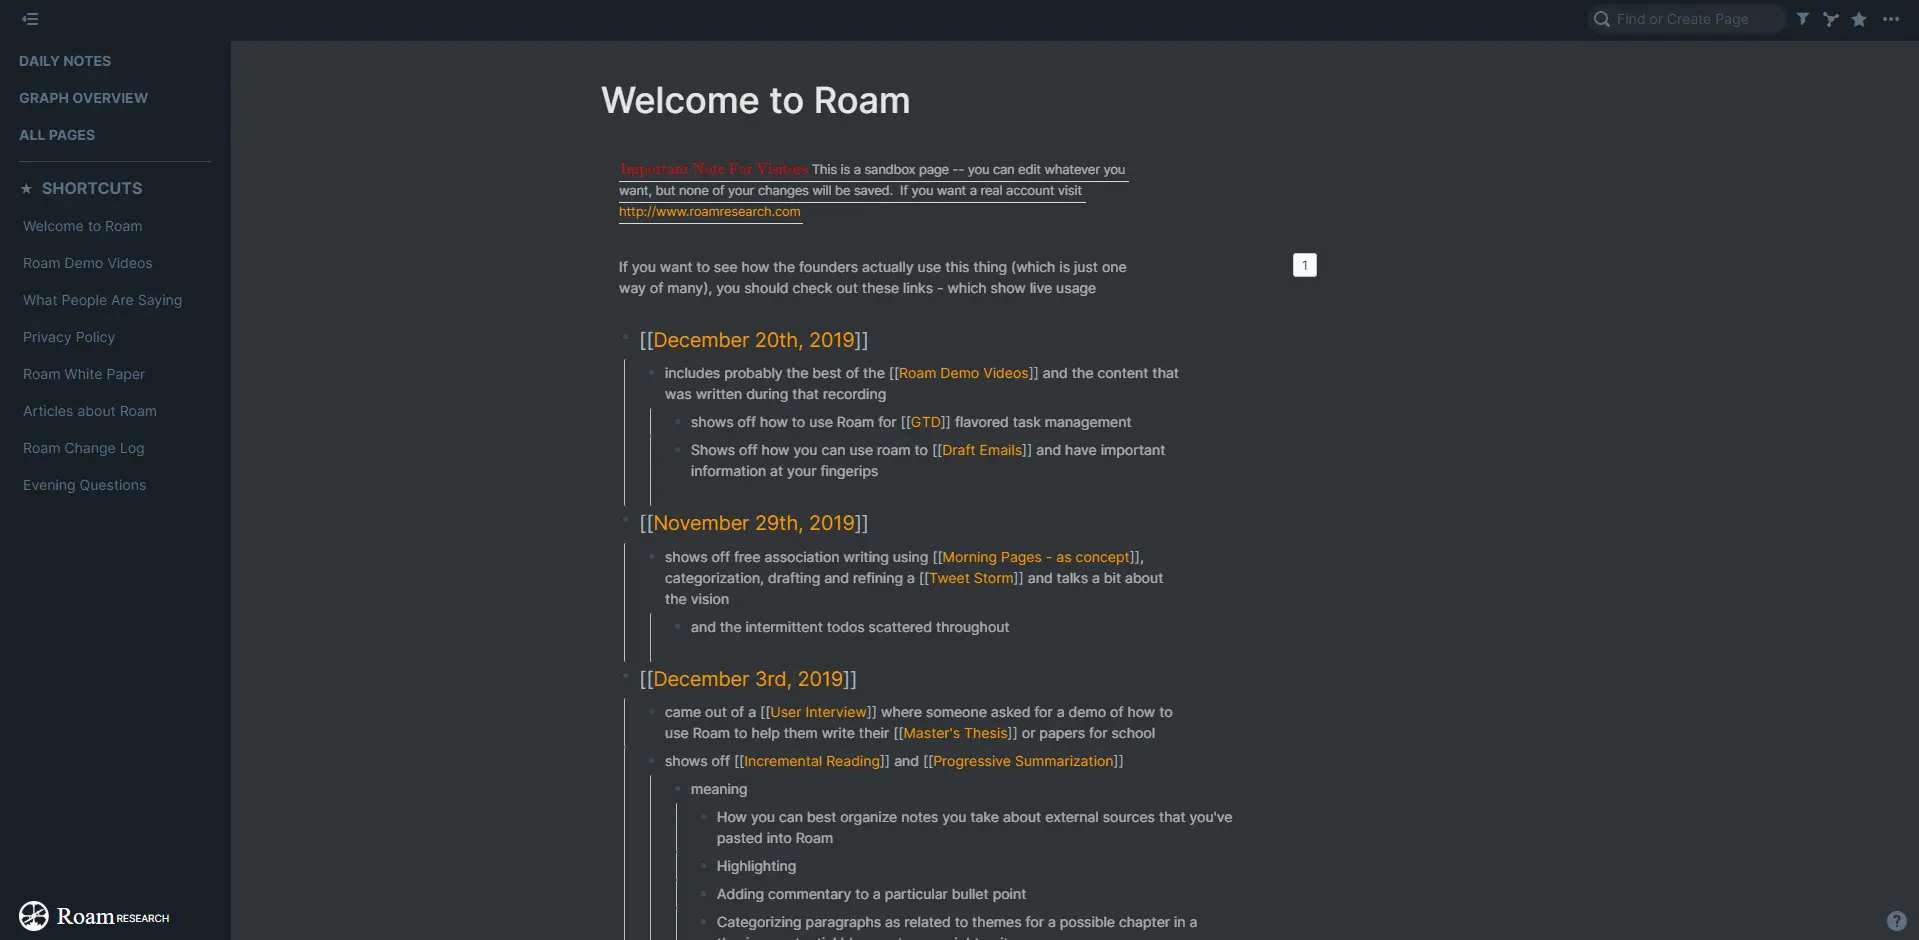 Find or Create Page
DAILY NOTES
GRAPH OVERVIEW
ALL PAGES
★ SHORTCUTS
Welcome to Roam
Roam Demo Videos
What People Are Saying
Privacy Policy
Roam White Paper
Articles about Roam
Roam Change Log
Evening Questions
Roam RESEARCH
Welcome to Roam
Important Note For Visitors This is a sandbox page -- you can edit whatever you
want, but none of your changes will be saved.  If you want a real account visit
http://www.roamresearch.com
If you want to see how the founders actually use this thing (which is just one
way of many), you should check out these links - which show live usage
1
[[December 20th, 2019]]
includes probably the best of the [[Roam Demo Videos]] and the content that
was written during that recording
shows off how to use Roam for [[GTD]] flavored task management
Shows off how you can use roam to [[Draft Emails]] and have important
information at your fingerips
[[November 29th, 2019]]
shows off free association writing using [[Morning Pages - as concept]],
categorization, drafting and refining a [[Tweet Storm]] and talks a bit about
the vision
and the intermittent todos scattered throughout
[[December 3rd, 2019]]
came out of a [[User Interview]] where someone asked for a demo of how to
use Roam to help them write their [[Master's Thesis]] or papers for school
shows off [[Incremental Reading]] and [[Progressive Summarization]]
meaning
How you can best organize notes you take about external sources that you've
pasted into Roam
Highlighting
Adding commentary to a particular bullet point
Categorizing paragraphs as related to themes for a possible chapter in a
?